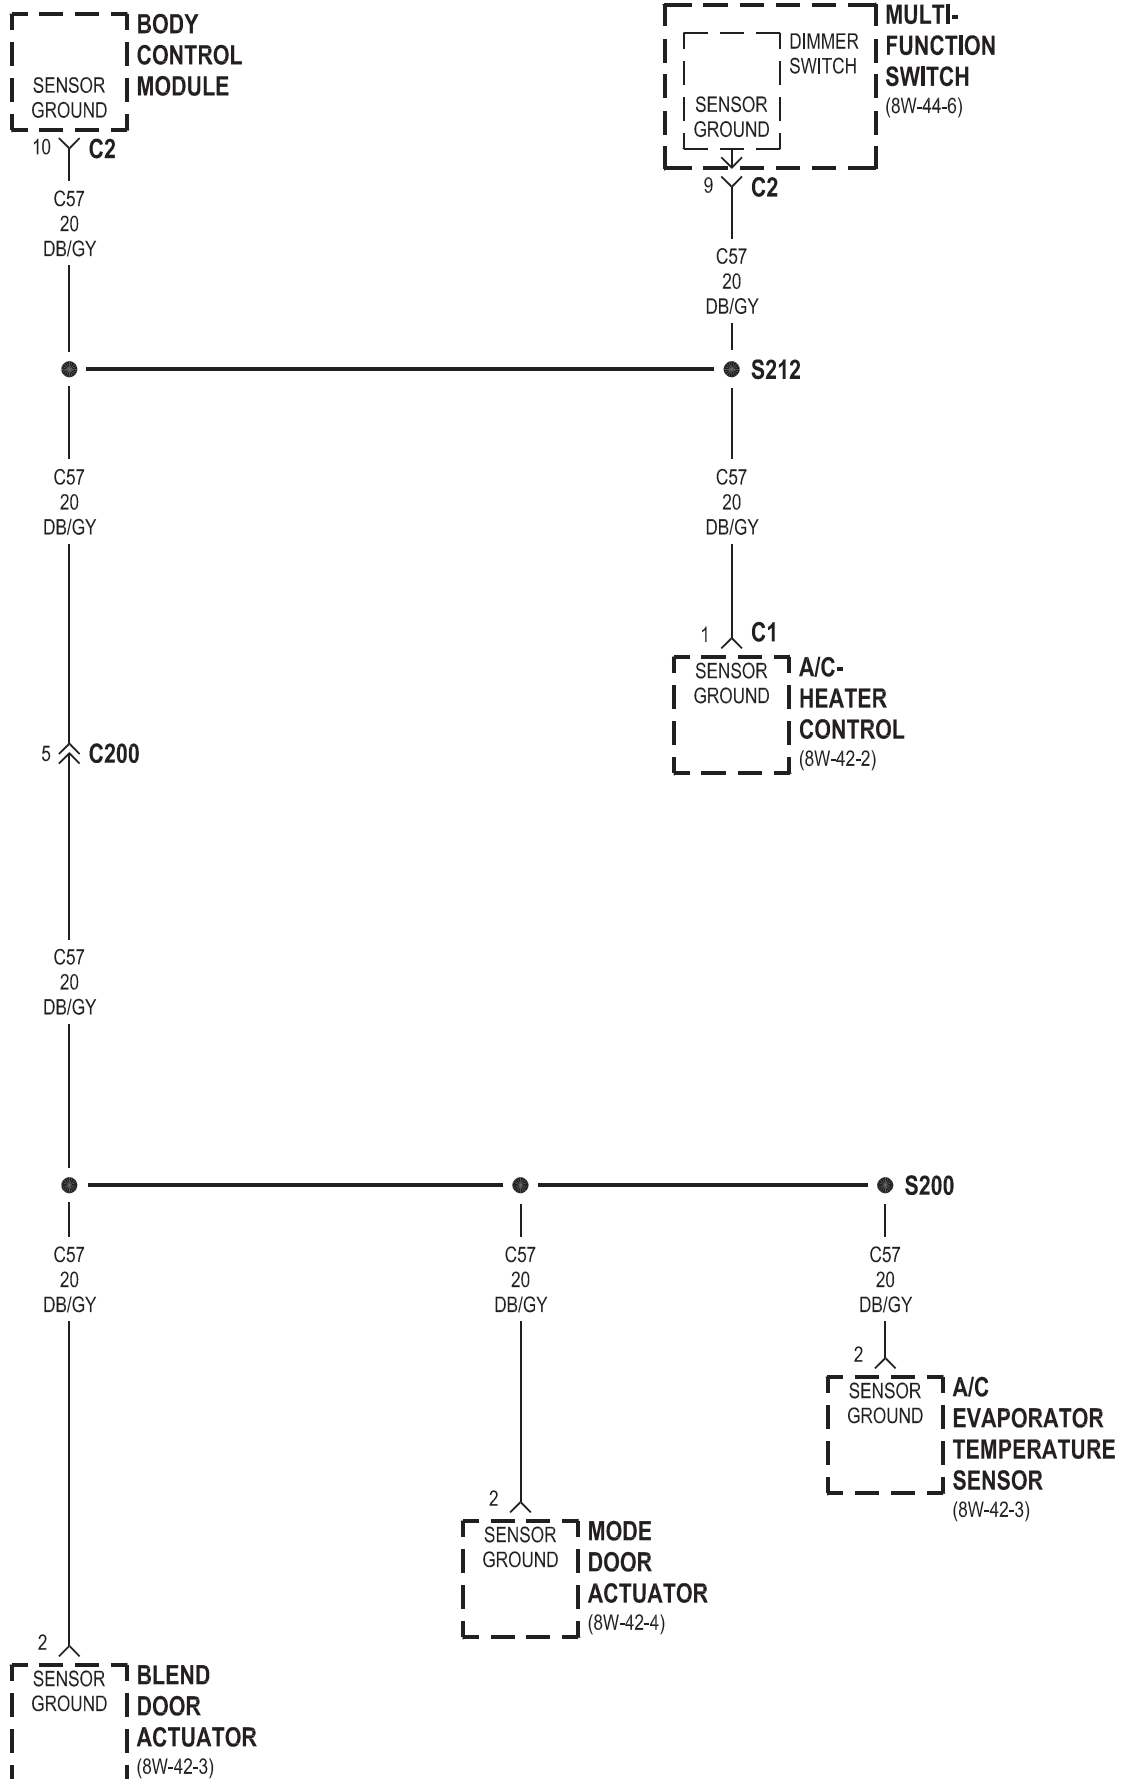 BODY
CONTROL
MODULE
SENSOR
GROUND
10
C2
C57
20
DB/GY
MULTI-
FUNCTION
SWITCH
(8W-44-6)
DIMMER
SWITCH
SENSOR
GROUND
9
C2
C57
20
DB/GY
S212
C57
20
DB/GY
C57
20
DB/GY
1
C1
SENSOR
GROUND
A/C-
HEATER
CONTROL
(8W-42-2)
5
C200
C57
20
DB/GY
S200
C57
20
DB/GY
C57
20
DB/GY
C57
20
DB/GY
2
SENSOR
GROUND
A/C
EVAPORATOR
TEMPERATURE
SENSOR
(8W-42-3)
2
SENSOR
GROUND
MODE
DOOR
ACTUATOR
(8W-42-4)
2
SENSOR
GROUND
BLEND
DOOR
ACTUATOR
(8W-42-3)